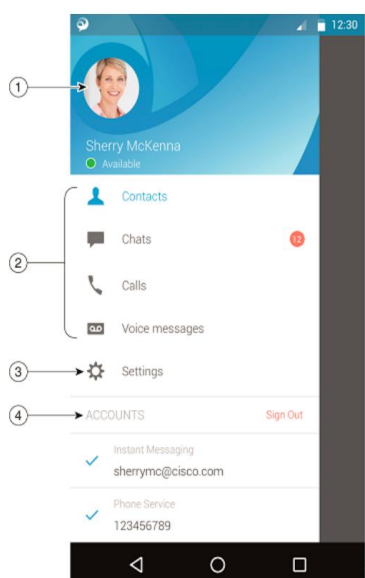 12:30
1
Sherry McKenna
Available
Contacts
2
Chats
12
Calls
Voice messages
3
Settings
4
ACCOUNTS Sign Out
Instant Messaging
sherrymc@cisco.com
Phone Service
123456789